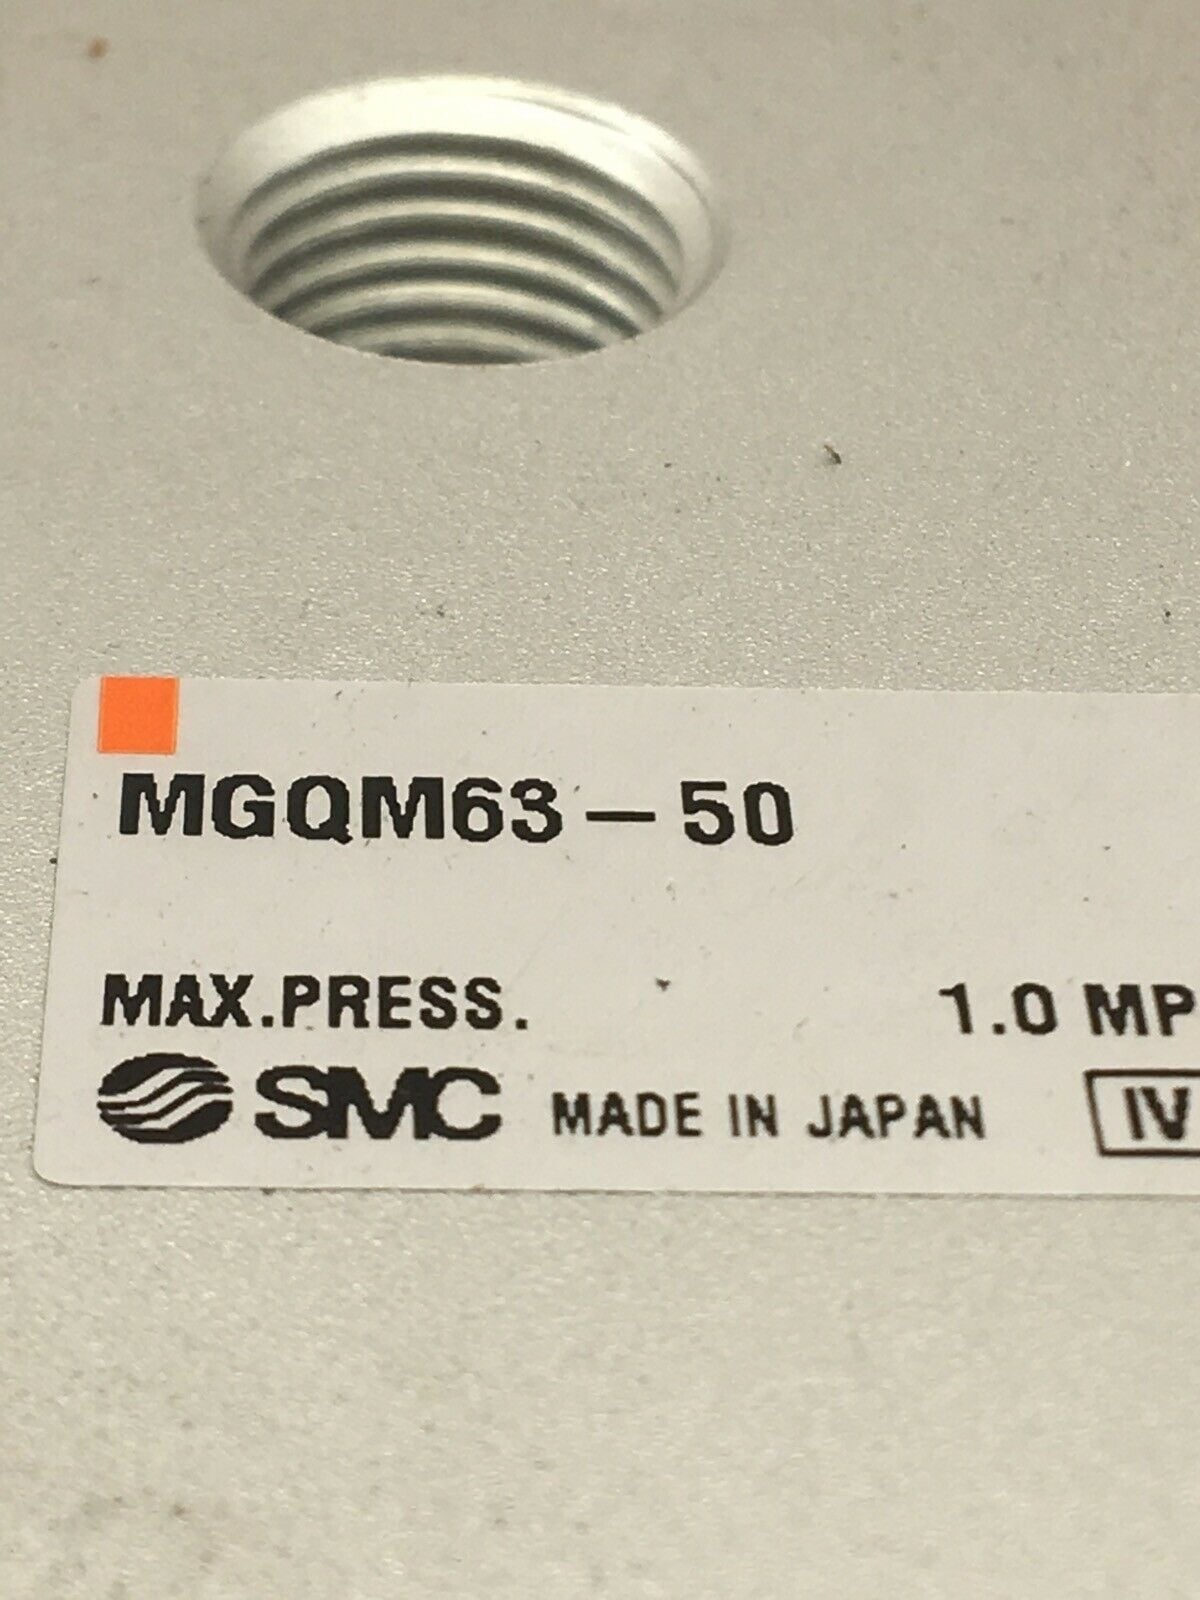 MGQM63-50
MAX.PRESS. 1.0 MP
SMC MADE IN JAPAN IV